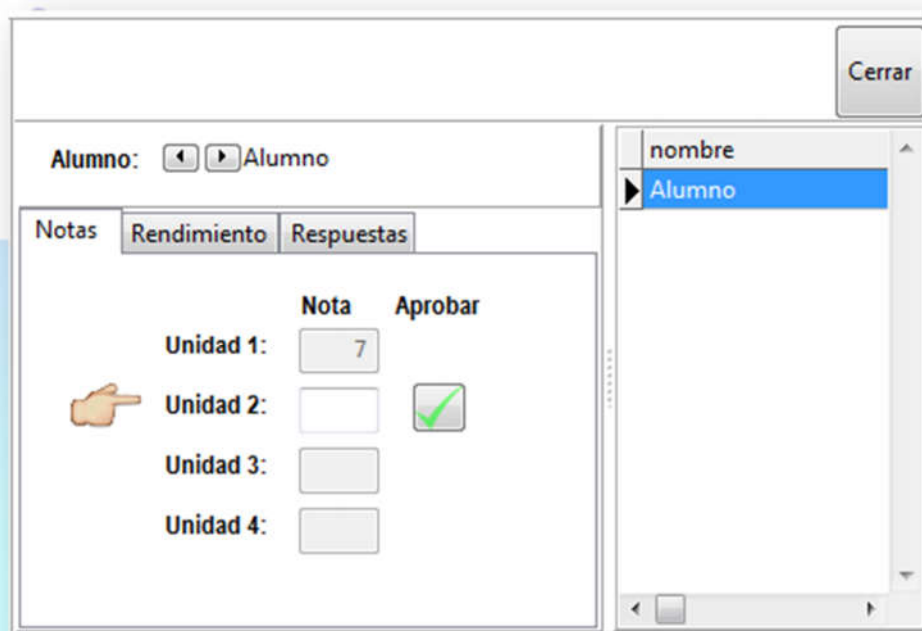 Cerrar
Alumno: Alumno
nombre
Alumno
Notas Rendimiento Respuestas
Nota Aprobar
Unidad 1: 7
Unidad 2:
Unidad 3:
Unidad 4: